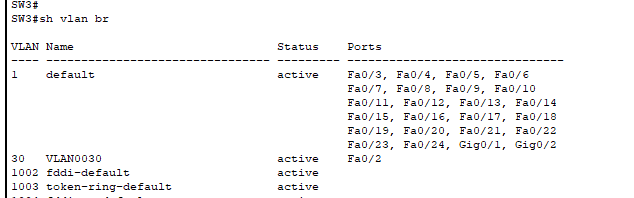 SW3#
SW3#sh vlan br
VLAN Name Status Ports
---- -------------------------------- --------- -------------------------------
1 default active Fa0/3, Fa0/4, Fa0/5, Fa0/6
Fa0/7, Fa0/8, Fa0/9, Fa0/10
Fa0/11, Fa0/12, Fa0/13, Fa0/14
Fa0/15, Fa0/16, Fa0/17, Fa0/18
Fa0/19, Fa0/20, Fa0/21, Fa0/22
Fa0/23, Fa0/24, Gig0/1, Gig0/2
30 VLAN0030 active Fa0/2
1002 fddi-default active
1003 token-ring-default active